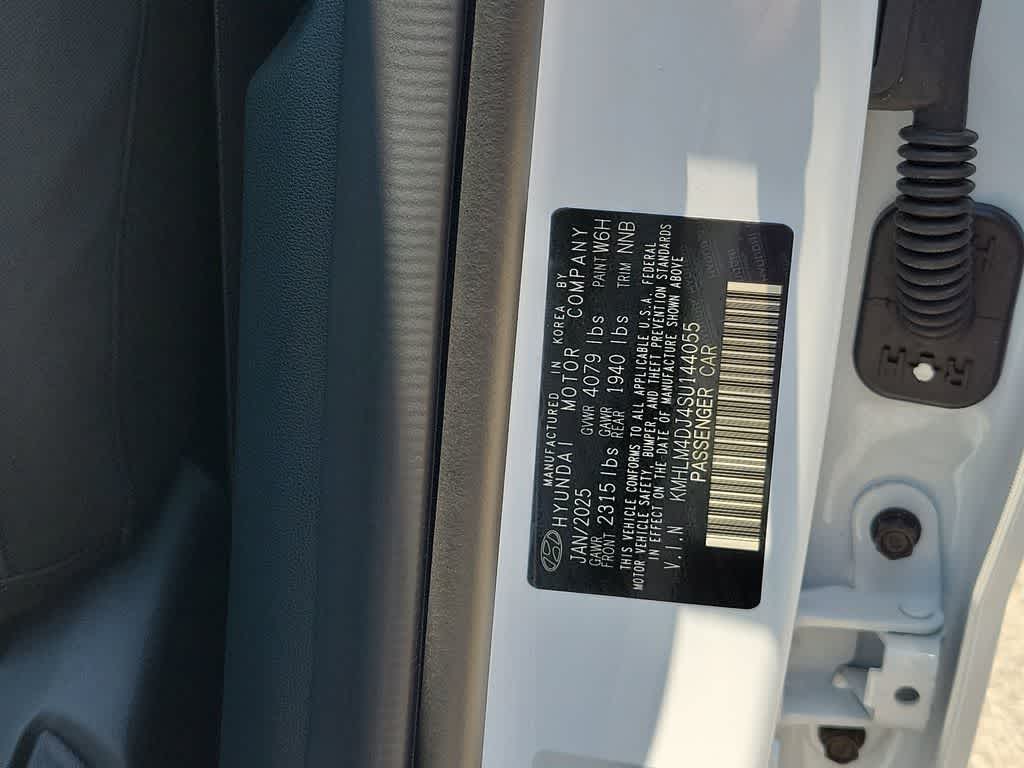 MANUFACTURED IN KOREA BY
HYUNDAI MOTOR COMPANY
JAN/2025 GVWR 4079 lbs PAINT W6H
GAWR FRONT 2315 lbs GAWR REAR 1940 lbs TRIM NNB
THIS VEHICLE CONFORMS TO ALL APPLICABLE U.S.A. FEDERAL
MOTOR VEHICLE SAFETY, BUMPER, AND THEFT PREVENTION STANDARDS
IN EFFECT ON THE DATE OF MANUFACTURE SHOWN ABOVE
V.I.N KMHLM4DJ4SU144055
PASSENGER CAR